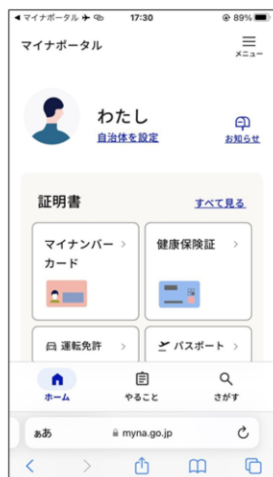 マイナポータル
17:30
89%
マイナポータル
メニュー
わたし
自治体を設定
お知らせ
証明書
すべて見る
マイナンバーカード
健康保険証
運転免許
パスポート
ホーム
やること
さがす
ぁあ
myna.go.jp